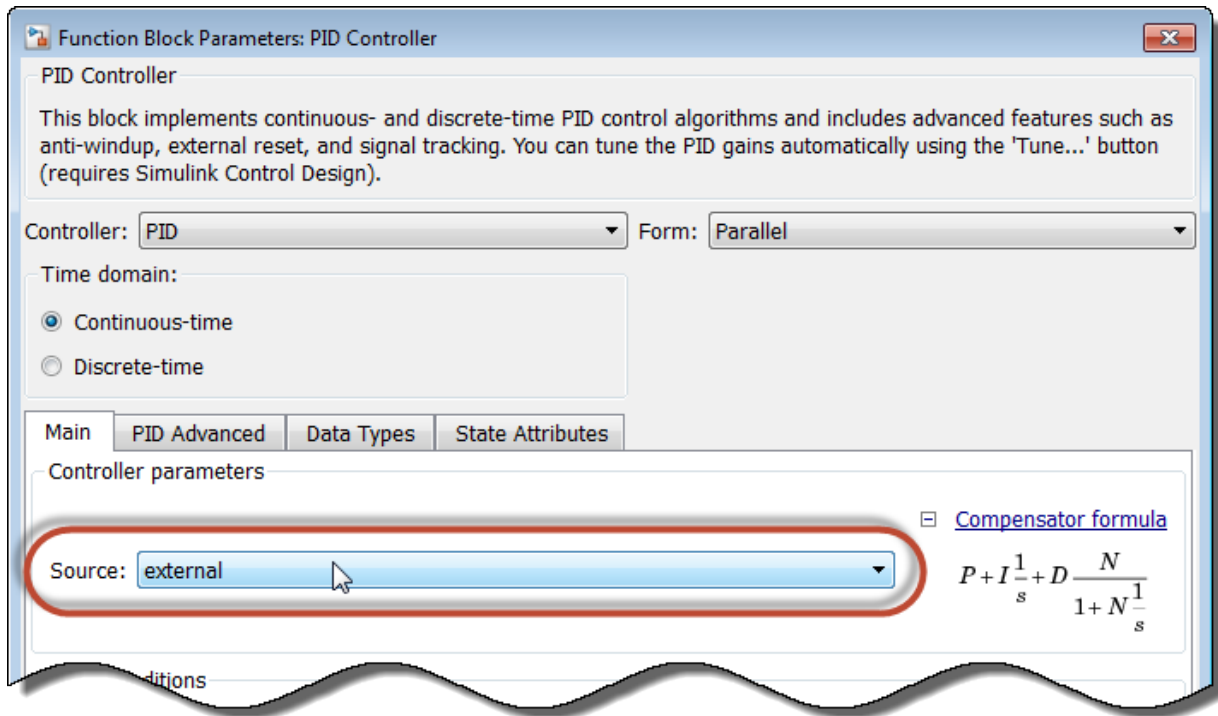 Function Block Parameters: PID Controller
PID Controller
This block implements continuous- and discrete-time PID control algorithms and includes advanced features such as
anti-windup, external reset, and signal tracking. You can tune the PID gains automatically using the 'Tune...' button
(requires Simulink Control Design).
Controller: PID Form: Parallel
Time domain:
Continuous-time
Discrete-time
Main PID Advanced Data Types State Attributes
Controller parameters
Compensator formula
Source: external
P + I 1/s + D N/(1 + N 1/s)